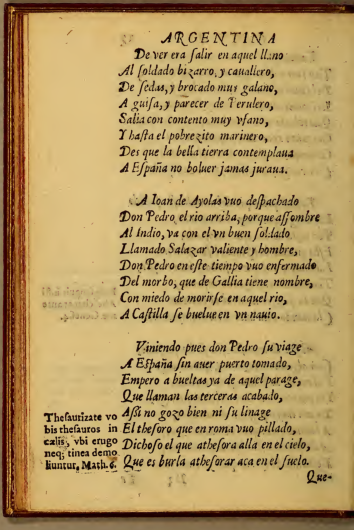 ARGENTINA
De ver era ſalir en aquel llano
Al ſoldado bizarro, y cauallero,
De ſedas, y brocado muy galano,
A guiſa, y parecer de Perulero,
Salia con contento muy vfano,
Y haſta el pobrezito marinero,
Des que la bella tierra contemplaua
A Eſpaña no boluer jamas juraua.
A Ioan de Ayolas vuo deſpachado
Don Pedro, el rio arriba, porque aſſombre
Al Indio, va con el vn buen ſoldado
Llamado Salazar valiente y hombre,
Don Pedro en eſte tiempo vuo enfermado
Del morbo, que de Gallia tiene nombre,
Con miedo de morirſe en aquel rio,
A Caſtilla ſe buelue en vn nauio.
Viniendo pues don Pedro ſu viage
A Eſpaña ſin auer puerto tomado,
Empero a bueltas ya de aquel parage,
Que llaman las terceras acabado,
Aßi no gozo bien ni ſu linage
El theſoro que en roma vuo pillado,
Dichoſo el que atheſora alla en el cielo,
Que es burla atheſorar aca en el ſuelo.
Theſaurizate vo
bis theſauros in
cælis, vbi erugo
neq; tinea demo
liuntur, Math. 6.
Que-